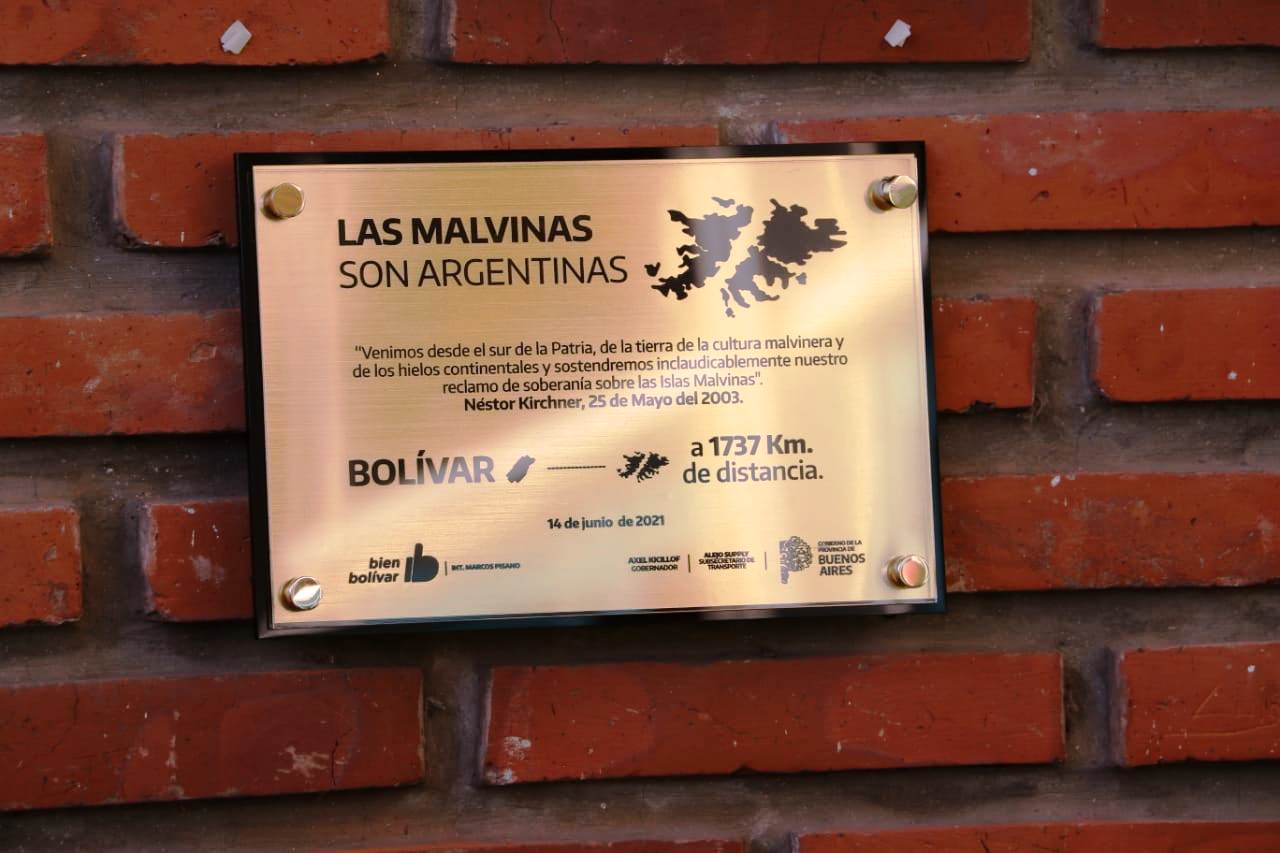 LAS MALVINAS
SON ARGENTINAS
“Venimos desde el sur de la Patria, de la tierra de la cultura malvinera y
de los hielos continentales y sostendremos inclaudicablemente nuestro
reclamo de soberanía sobre las Islas Malvinas”.
Néstor Kirchner, 25 de Mayo del 2003.
BOLÍVAR
a 1737 Km.
de distancia.
14 de junio de 2021
bien
bolívar
INT. MARCOS PISANO
AXEL KICILLOF
GOBERNADOR
ALEJO SUPPLY
SUBSECRETARIO DE
TRANSPORTE
GOBIERNO DE LA
PROVINCIA DE
BUENOS
AIRES